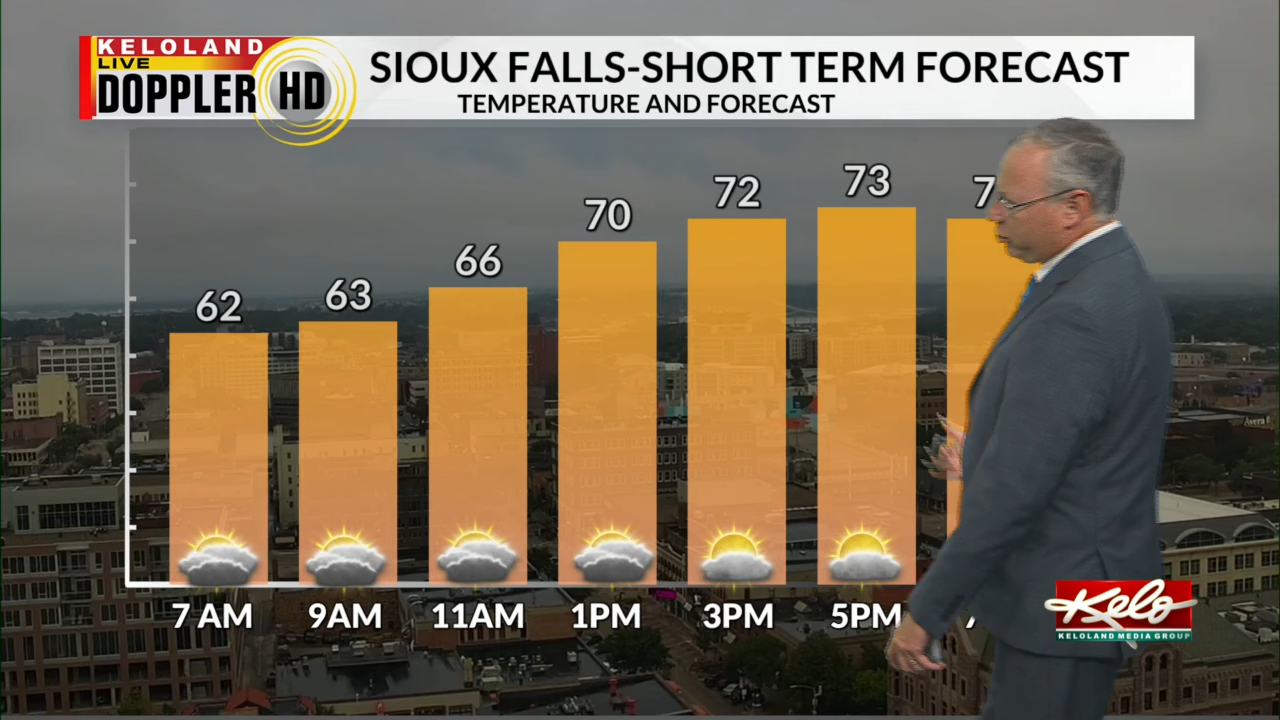 KELOLAND
LIVE
DOPPLER HD
SIOUX FALLS-SHORT TERM FORECAST
TEMPERATURE AND FORECAST
62 63 66 70 72 73
7 AM 9AM 11AM 1PM 3PM 5PM
Avera
Kelo
KELOLAND MEDIA GROUP